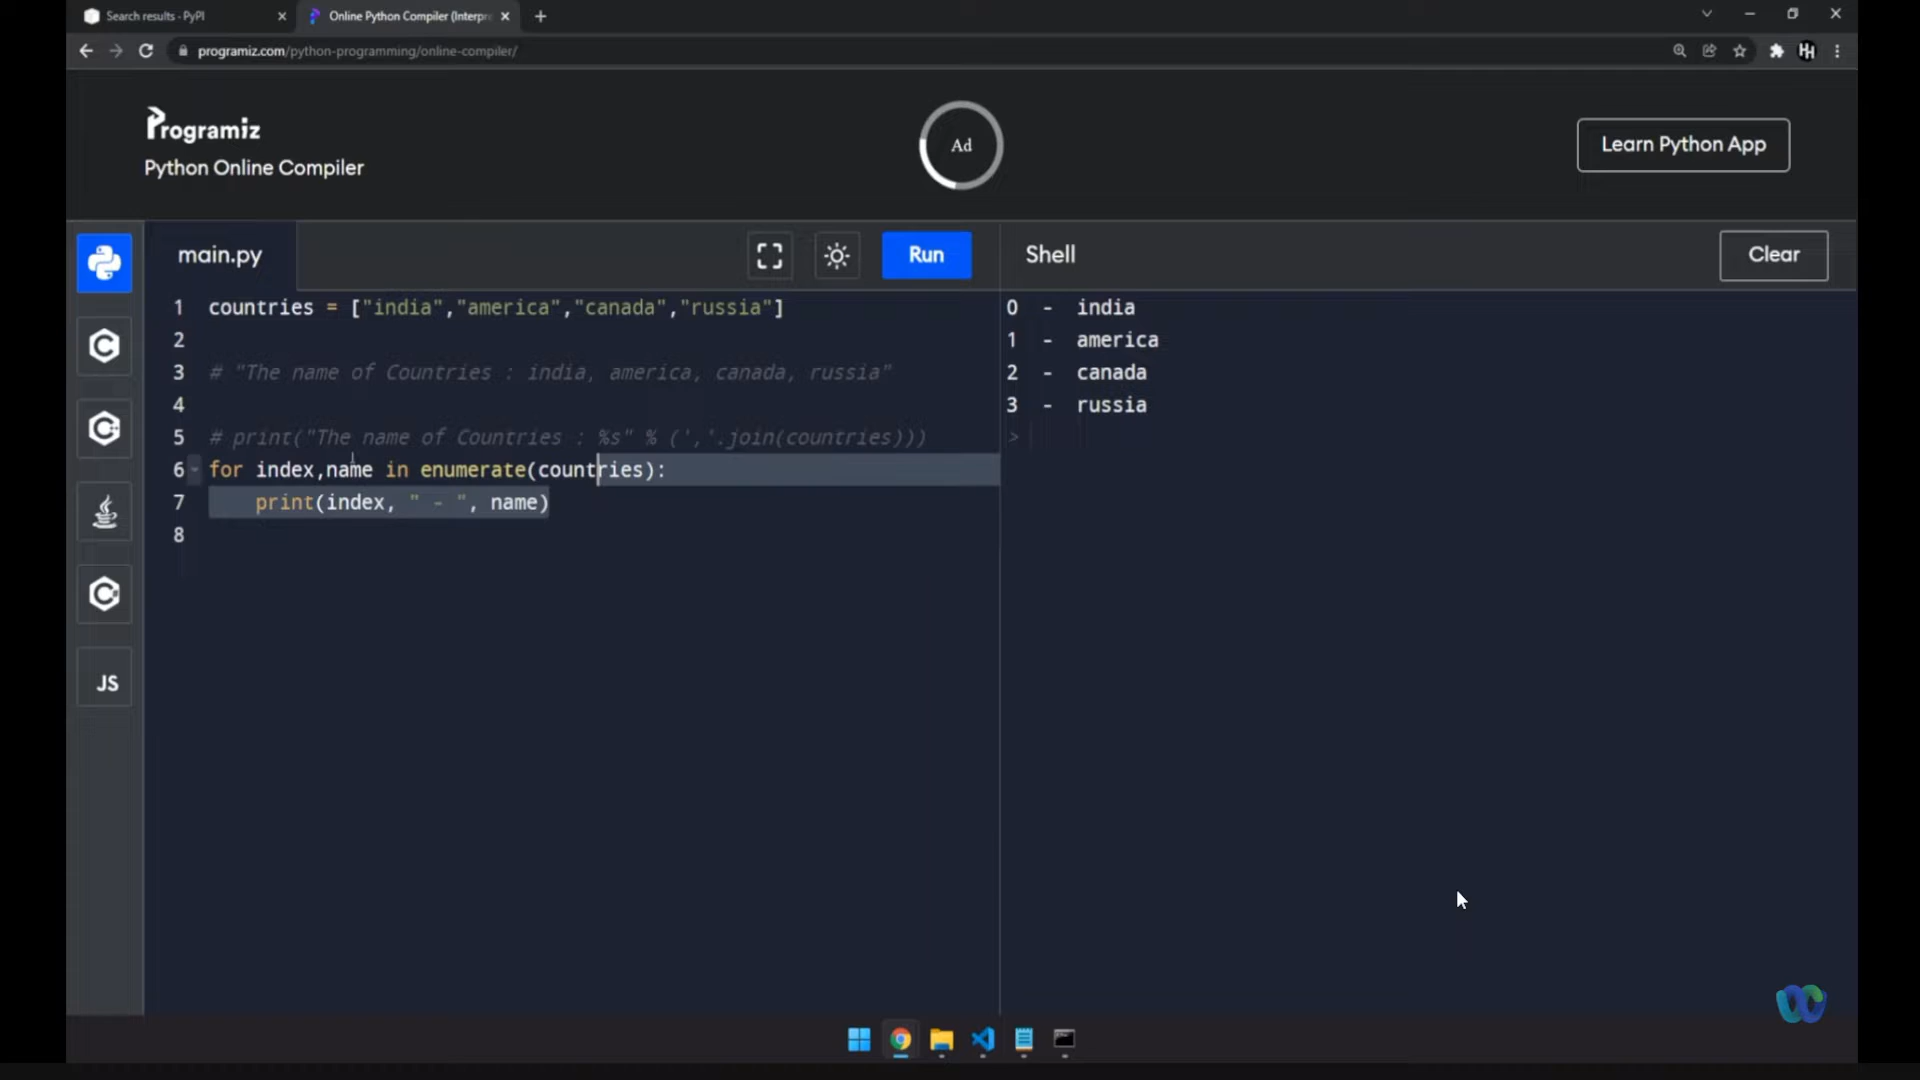 Search results · PyPI
Online Python Compiler (Interpr
programiz.com/python-programming/online-compiler/
Programiz
Python Online Compiler
Ad
Learn Python App
main.py
Run
Shell
Clear
1 countries = ["india","america","canada","russia"]
2
3 # "The name of Countries : india, america, canada, russia"
4
5 # print("The name of Countries : %s" % (','.join(countries)))
6 for index,name in enumerate(countries):
7 print(index, " - ", name)
8
0 - india
1 - america
2 - canada
3 - russia
>
JS